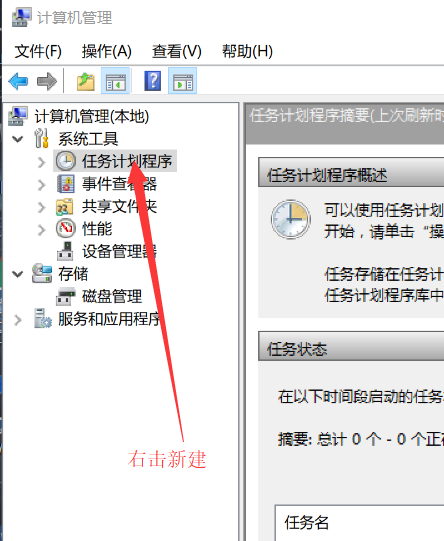 计算机管理
文件(F) 操作(A) 查看(V) 帮助(H)
计算机管理(本地)
系统工具
任务计划程序
事件查看器
共享文件夹
性能
设备管理器
存储
磁盘管理
服务和应用程序
右击新建
任务计划程序摘要(上次刷新时
任务计划程序概述
可以使用任务计划
开始，请单击“操
任务存储在任务计
任务计划程序库中
任务状态
在以下时间段启动的任务
摘要: 总计 0 个 - 0 个正在
任务名